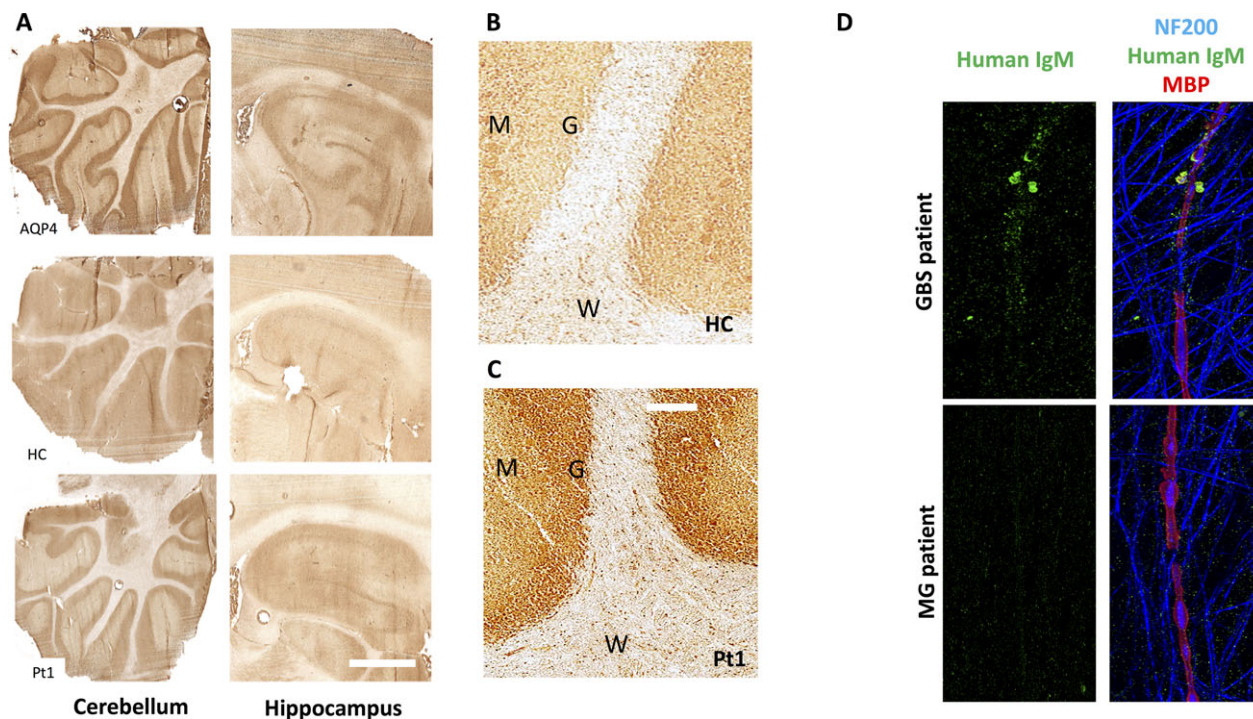 A
AQP4
HC
Pt1
Cerebellum
Hippocampus
B
M
G
W
HC
C
M
G
W
Pt1
D
Human IgM
NF200
Human IgM
MBP
GBS patient
MG patient